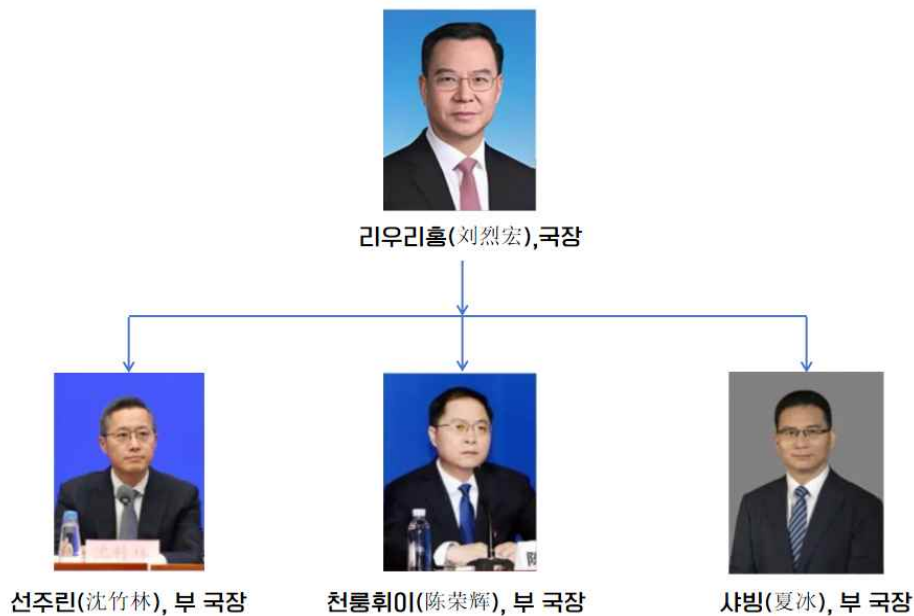 리우리홍(刘烈宏),국장
선주린(沈竹林), 부 국장
천룽휘이(陈荣辉), 부 국장
샤빙(夏冰), 부 국장